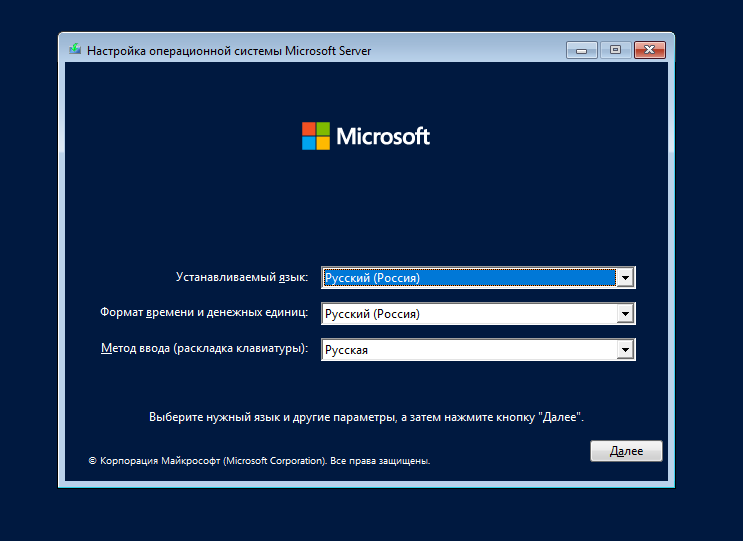 Настройка операционной системы Microsoft Server
Microsoft
Устанавливаемый язык: Русский (Россия)
Формат времени и денежных единиц: Русский (Россия)
Метод ввода (раскладка клавиатуры): Русская
Выберите нужный язык и другие параметры, а затем нажмите кнопку "Далее".
Далее
© Корпорация Майкрософт (Microsoft Corporation). Все права защищены.